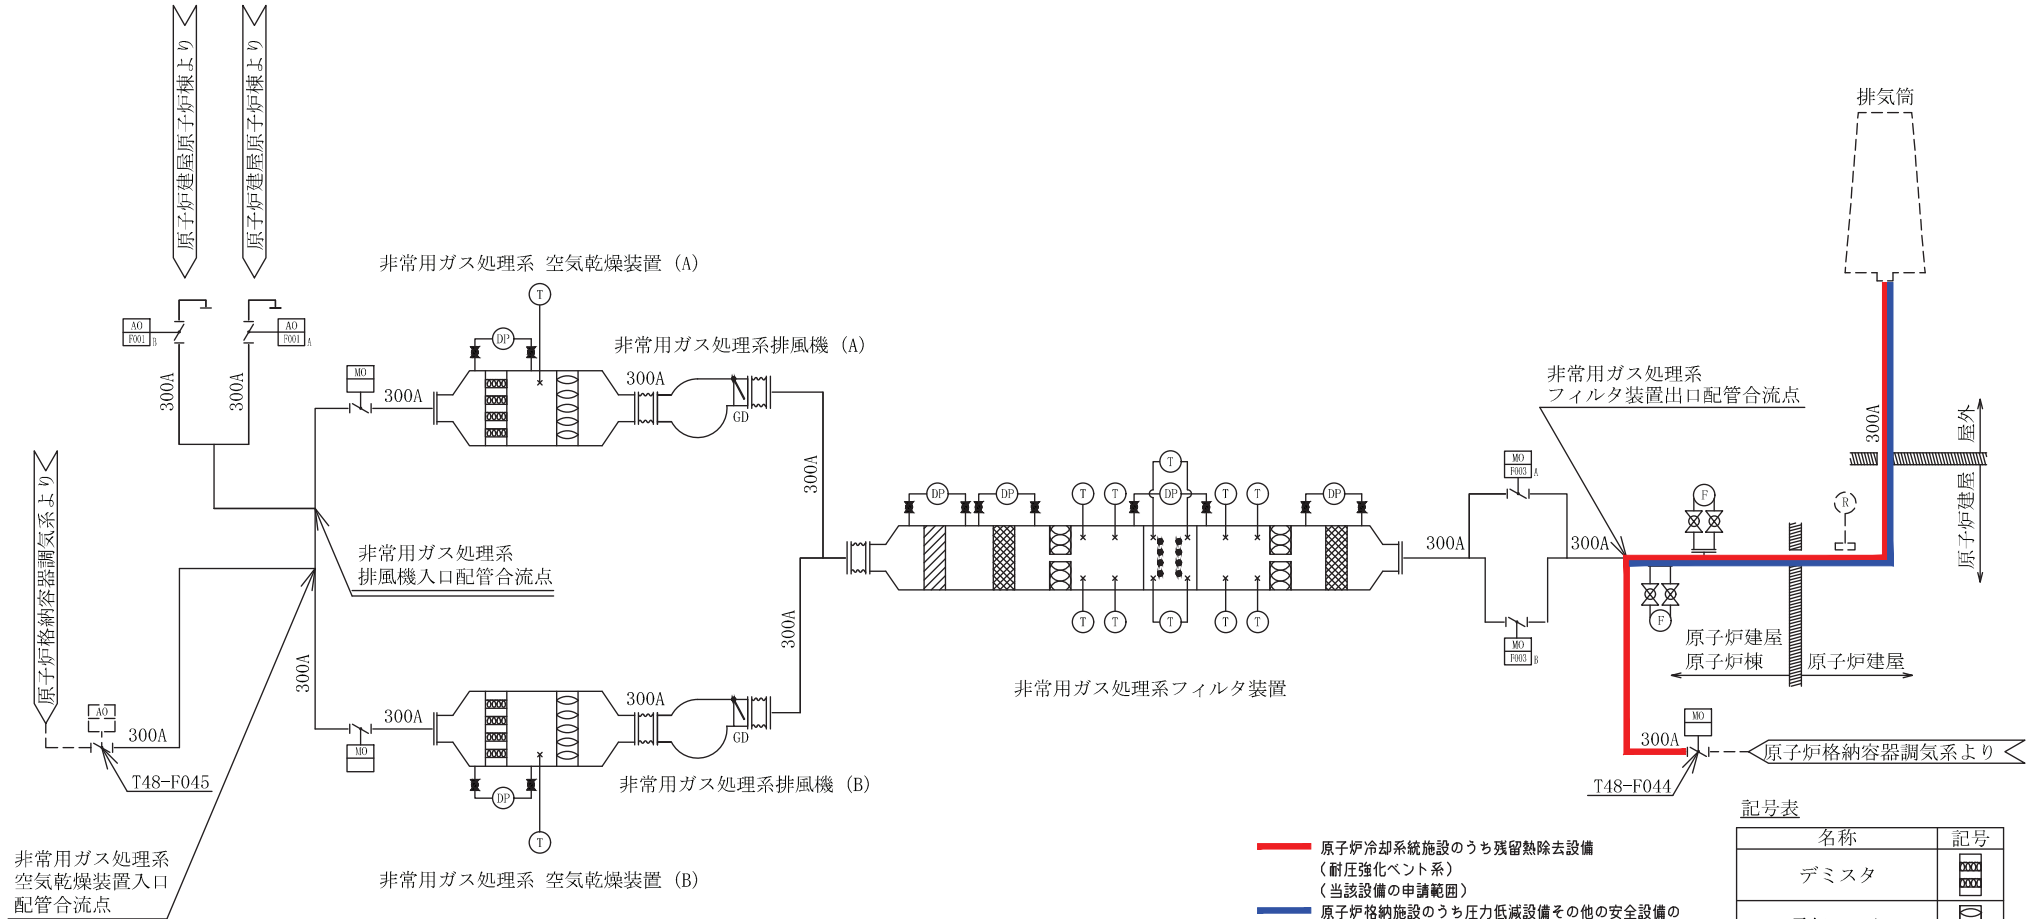 原子炉建屋原子炉棟より
原子炉建屋原子炉棟より
排気筒
非常用ガス処理系 空気乾燥装置 (A)
T
AO
F001
B
AO
F001
A
DP
非常用ガス処理系排風機 (A)
300A
300A
MO
300A
300A
GD
非常用ガス処理系
フィルタ装置出口配管合流点
300A
屋外
原子炉建屋
原子炉格納容器調気系より
300A
T
DP
DP
T
T
DP
T
T
DP
MO
F003
A
F
R
非常用ガス処理系
排風機入口配管合流点
300A
300A
300A
300A
T
T
T
T
T
F
MO
F003
B
原子炉建屋
原子炉棟
原子炉建屋
非常用ガス処理系フィルタ装置
AO
300A
T48-F045
300A
MO
300A
GD
DP
非常用ガス処理系排風機 (B)
T
MO
300A
原子炉格納容器調気系より
T48-F044
非常用ガス処理系
空気乾燥装置入口
配管合流点
非常用ガス処理系 空気乾燥装置 (B)
原子炉冷却系統施設のうち残留熱除去設備
(耐圧強化ベント系)
(当該設備の申請範囲)
原子炉格納施設のうち圧力低減設備その他の安全設備の
記号表
名称
記号
デミスタ